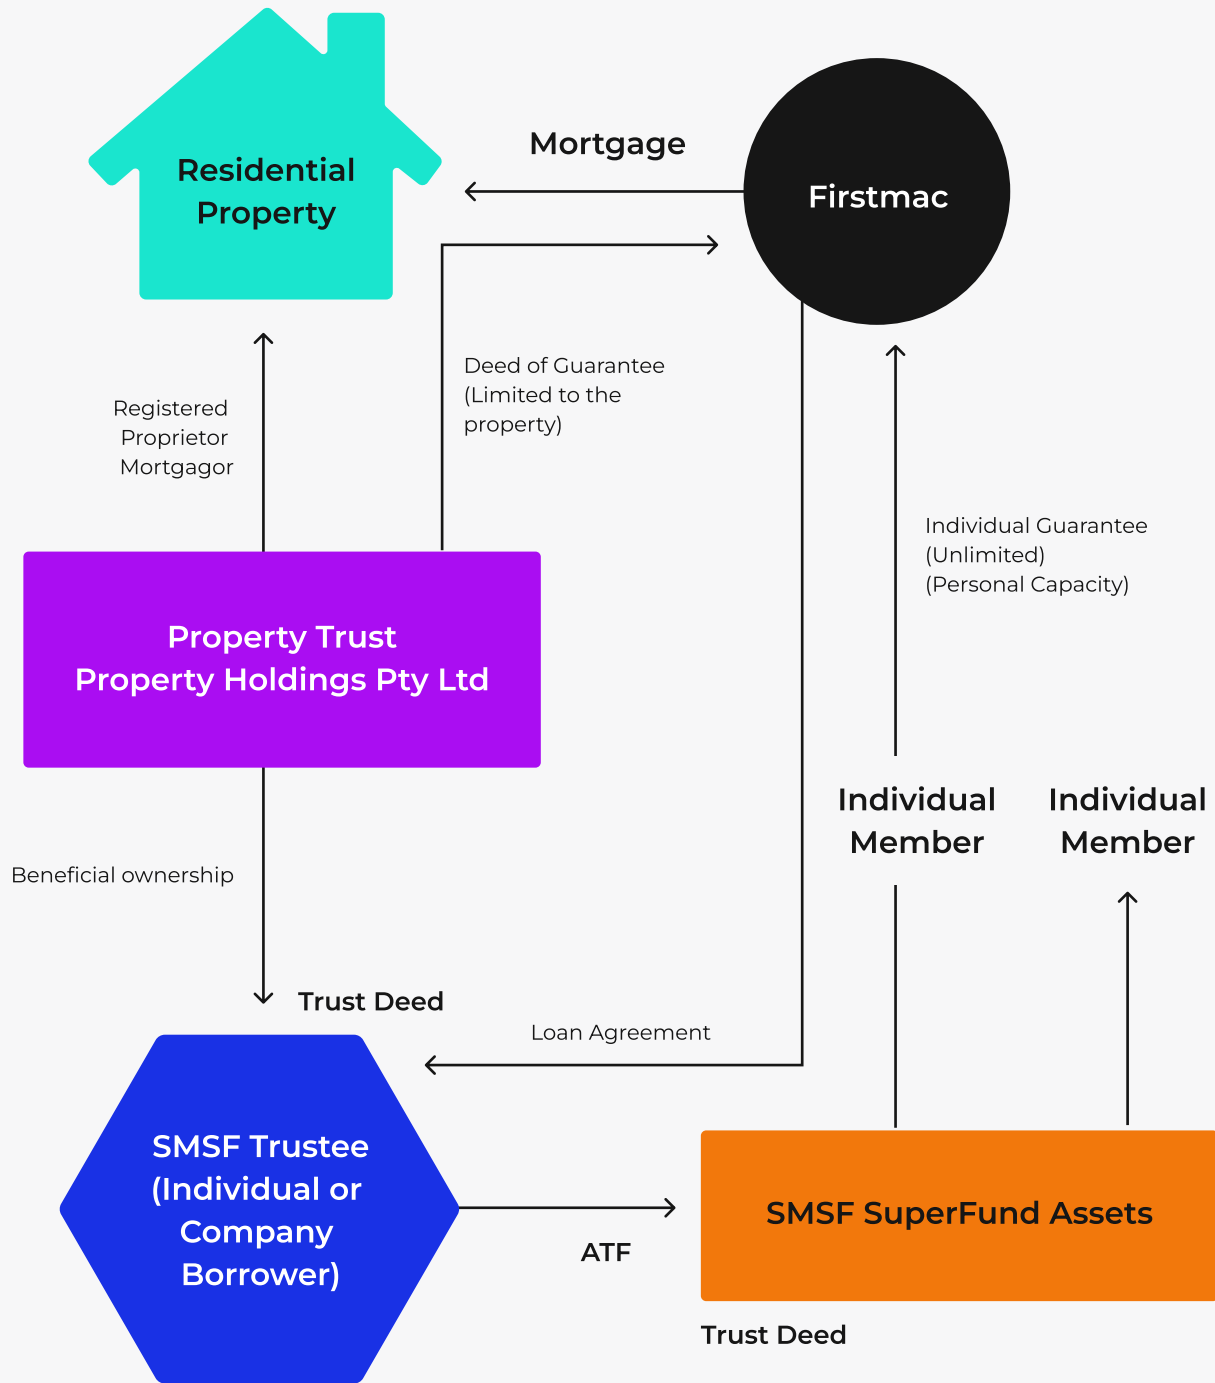 Residential
Property
Mortgage
Firstmac
Registered
Proprietor
Mortgagor
Deed of Guarantee
(Limited to the
property)
Individual Guarantee
(Unlimited)
(Personal Capacity)
Property Trust
Property Holdings Pty Ltd
Individual
Member
Individual
Member
Beneficial ownership
Trust Deed
Loan Agreement
SMSF Trustee
(Individual or
Company
Borrower)
ATF
SMSF SuperFund Assets
Trust Deed